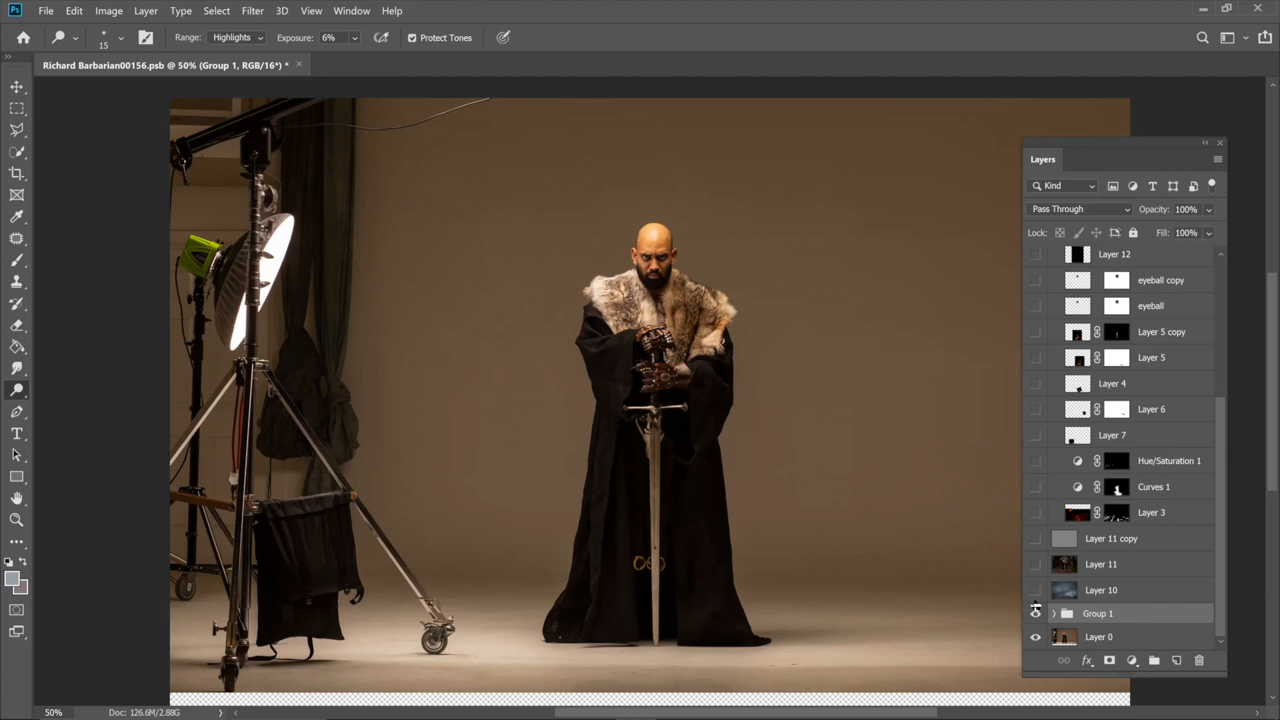 Ps File Edit Image Layer Type Select Filter 3D View Window Help
15 Range: Highlights Exposure: 6% Protect Tones
Richard Barbarian00156.psb @ 50% (Group 1, RGB/16*) *
Layers
Kind
Pass Through Opacity: 100%
Lock: Fill: 100%
Layer 12
eyeball copy
eyeball
Layer 5 copy
Layer 5
Layer 4
Layer 6
Layer 7
Hue/Saturation 1
Curves 1
Layer 3
Layer 11 copy
Layer 11
Layer 10
Group 1
Layer 0
fx
50% Doc: 126.6M/2.88G